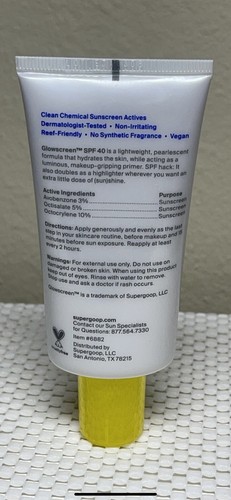 Clean Chemical Sunscreen Actives
Dermatologist-Tested • Non-Irritating
Reef-Friendly • No Synthetic Fragrance • Vegan
Glowscreen™ SPF 40 is a lightweight, pearlescent
formula that hydrates the skin, while acting as a
luminous, makeup-gripping primer. SPF hack: It
also doubles as a highlighter wherever you want an
extra little dose of (sun)shine.
Active Ingredients Purpose
Avobenzone 3% Sunscreen
Octisalate 5% Sunscreen
Octocrylene 10% Sunscreen
Directions: Apply generously and evenly as the last
step in your skincare routine, before makeup and 15
minutes before sun exposure. Reapply at least
every 2 hours.
Warnings: For external use only. Do not use on
damaged or broken skin. When using this product
keep out of eyes. Rinse with water to remove.
Stop use and ask a doctor if rash occurs.
Glowscreen™ is a trademark of Supergoop, LLC
supergoop.com
Contact our Sun Specialists
for Questions: 877.564.7330
Item #6882
Distributed by
Supergoop, LLC
San Antonio, TX 78215